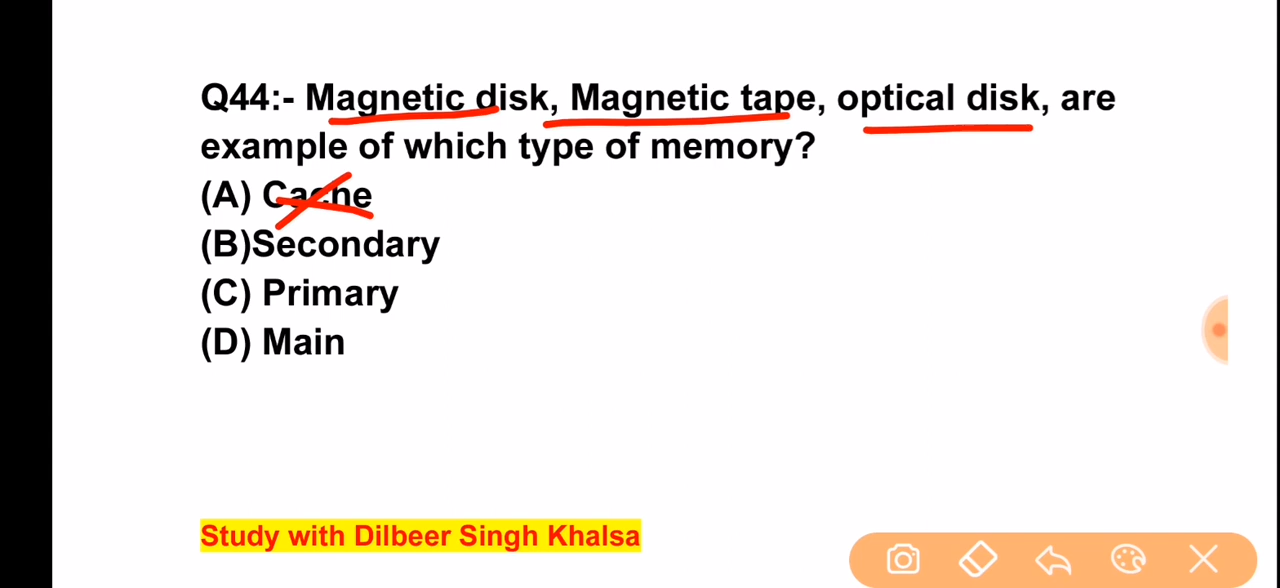 Q44:- Magnetic disk, Magnetic tape, optical disk, are
example of which type of memory?
(A) Cache
(B)Secondary
(C) Primary
(D) Main
Study with Dilbeer Singh Khalsa